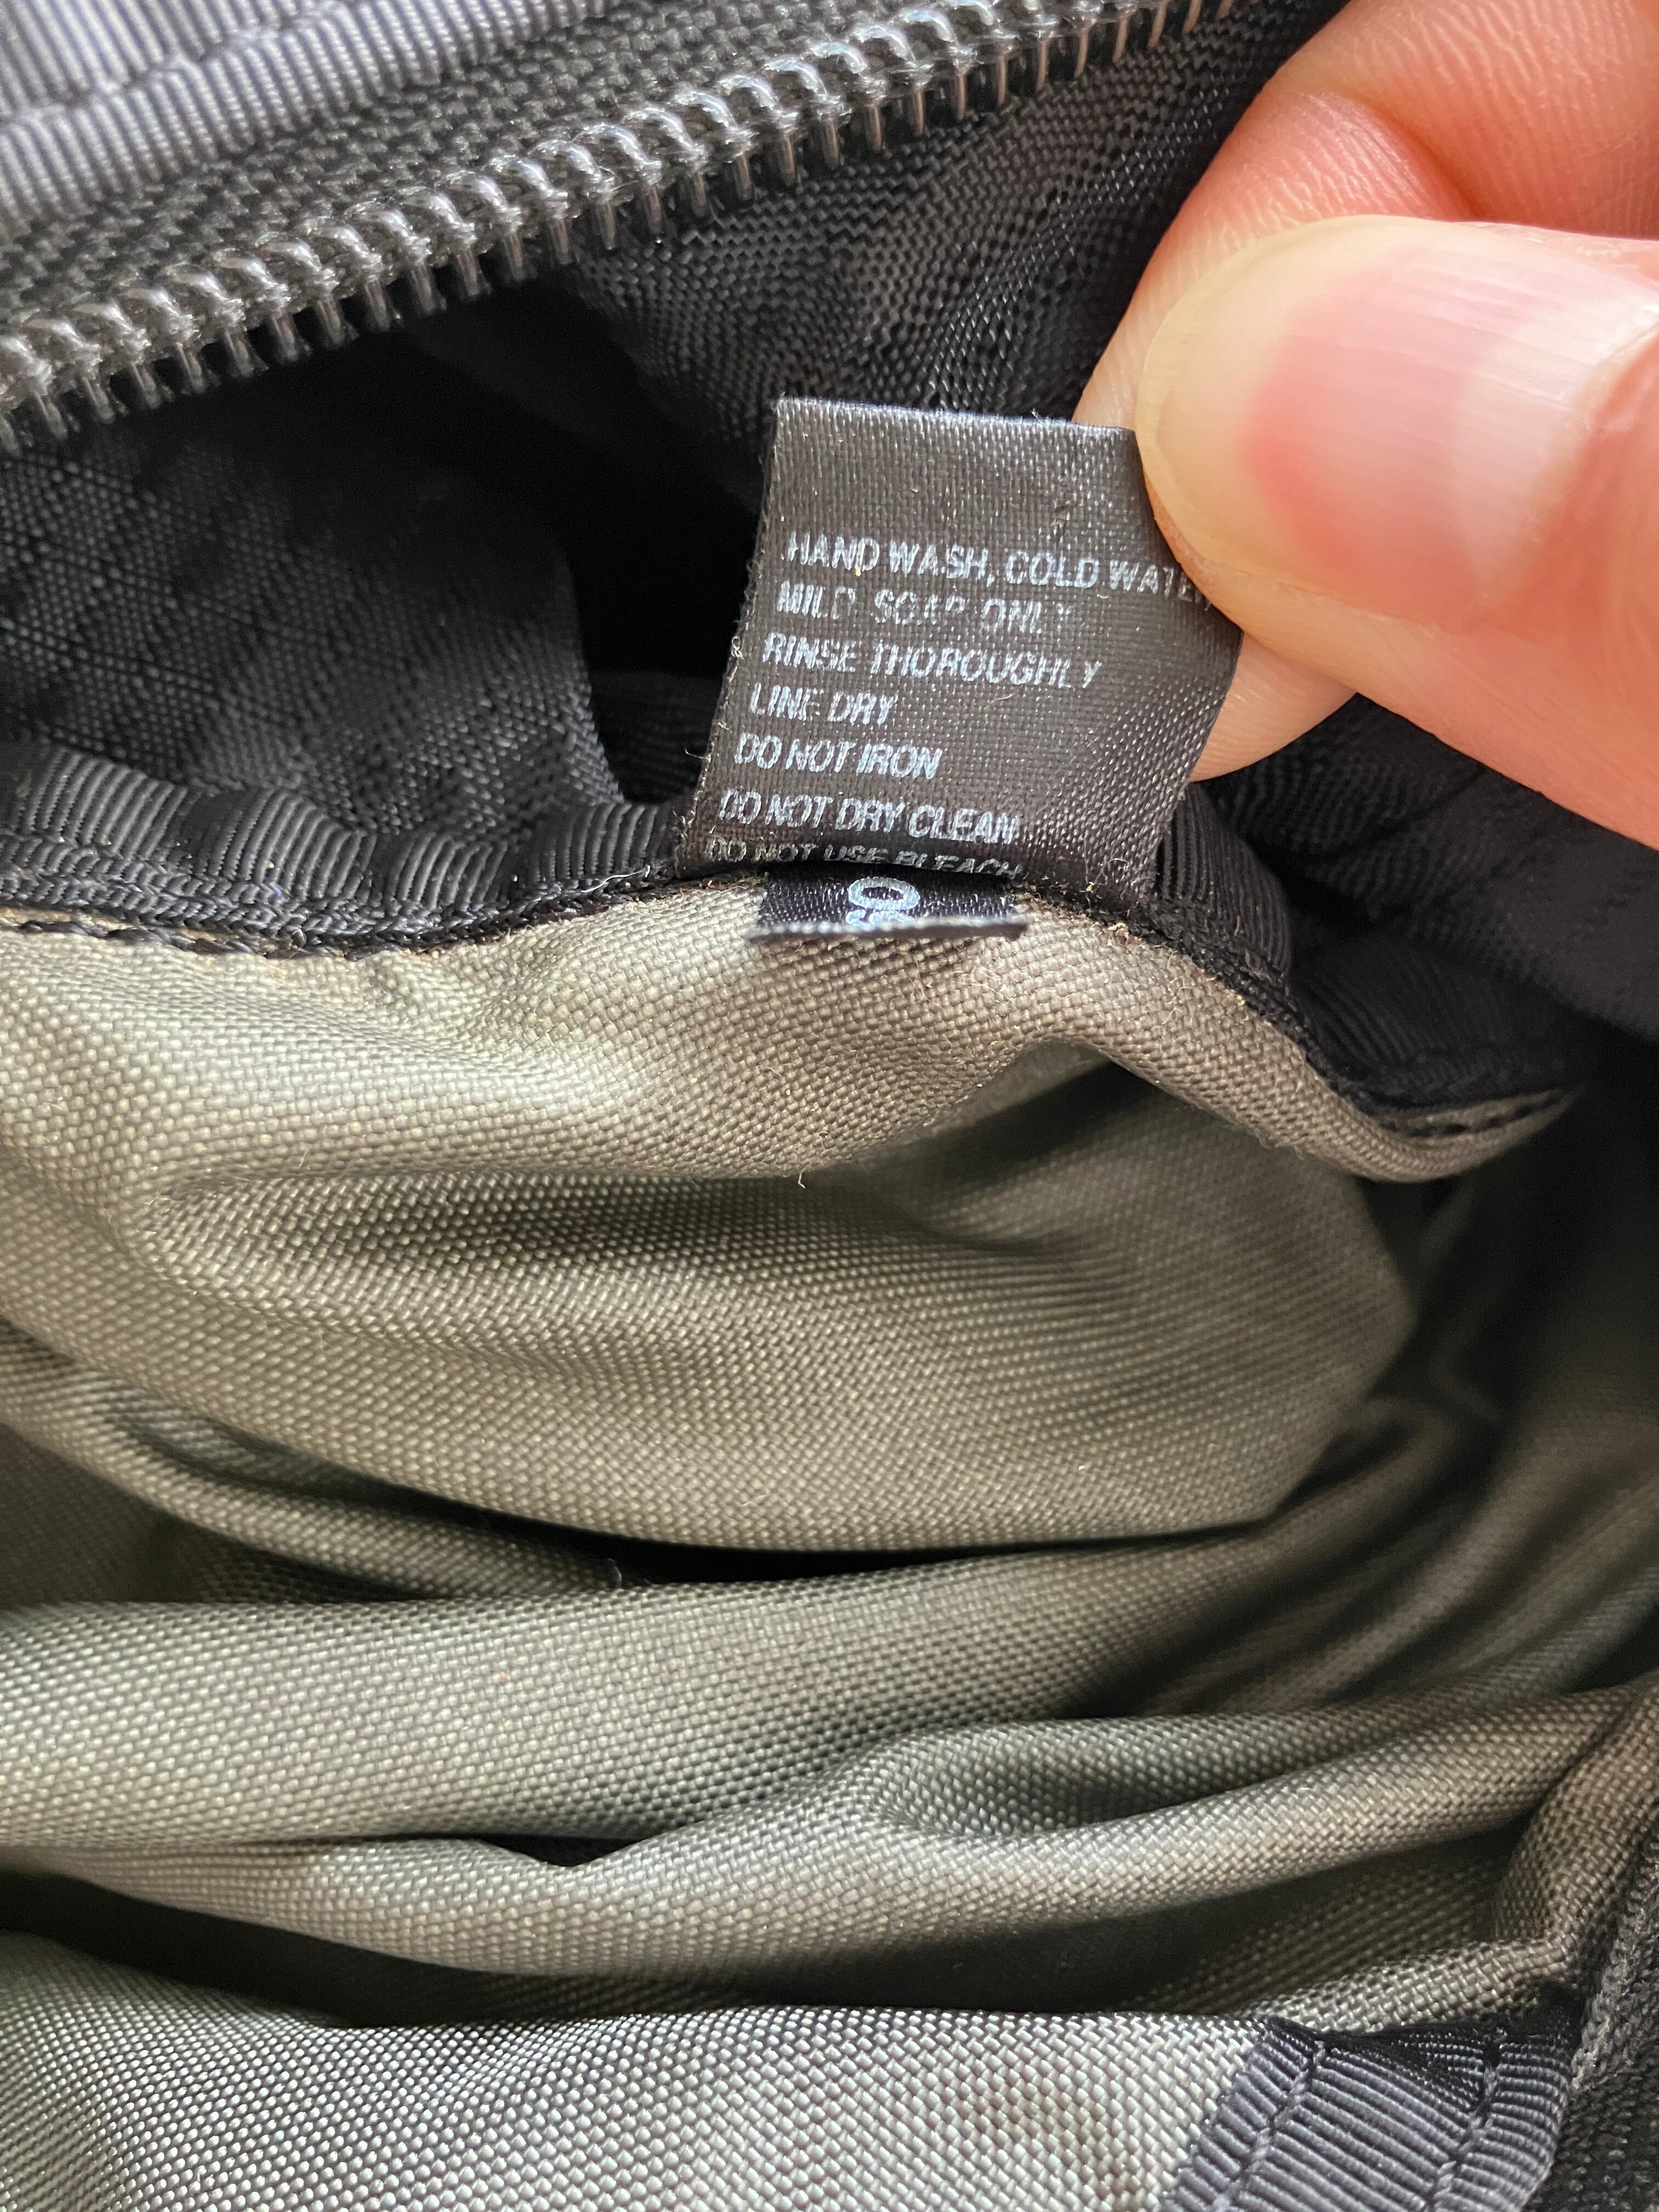 HAND WASH, COLD WATE
MILD SOAP ONLY
RINSE THOROUGHLY
LINE DRY
DO NOT IRON
DO NOT DRY CLEAN
DO NOT USE BLEACH